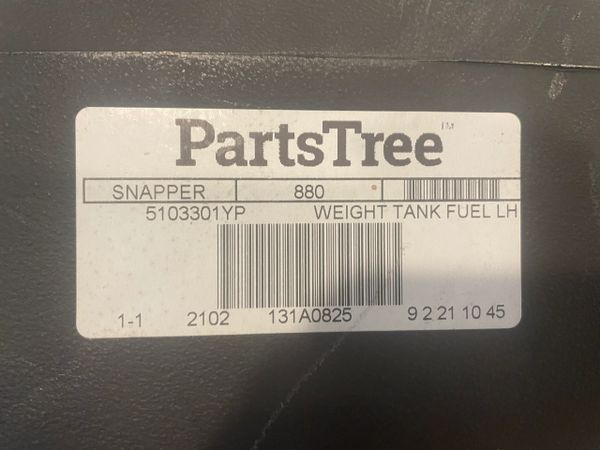 PartsTree™
SNAPPER 880
5103301YP WEIGHT TANK FUEL LH
1-1 2102 131A0825 9 2 21 10 45